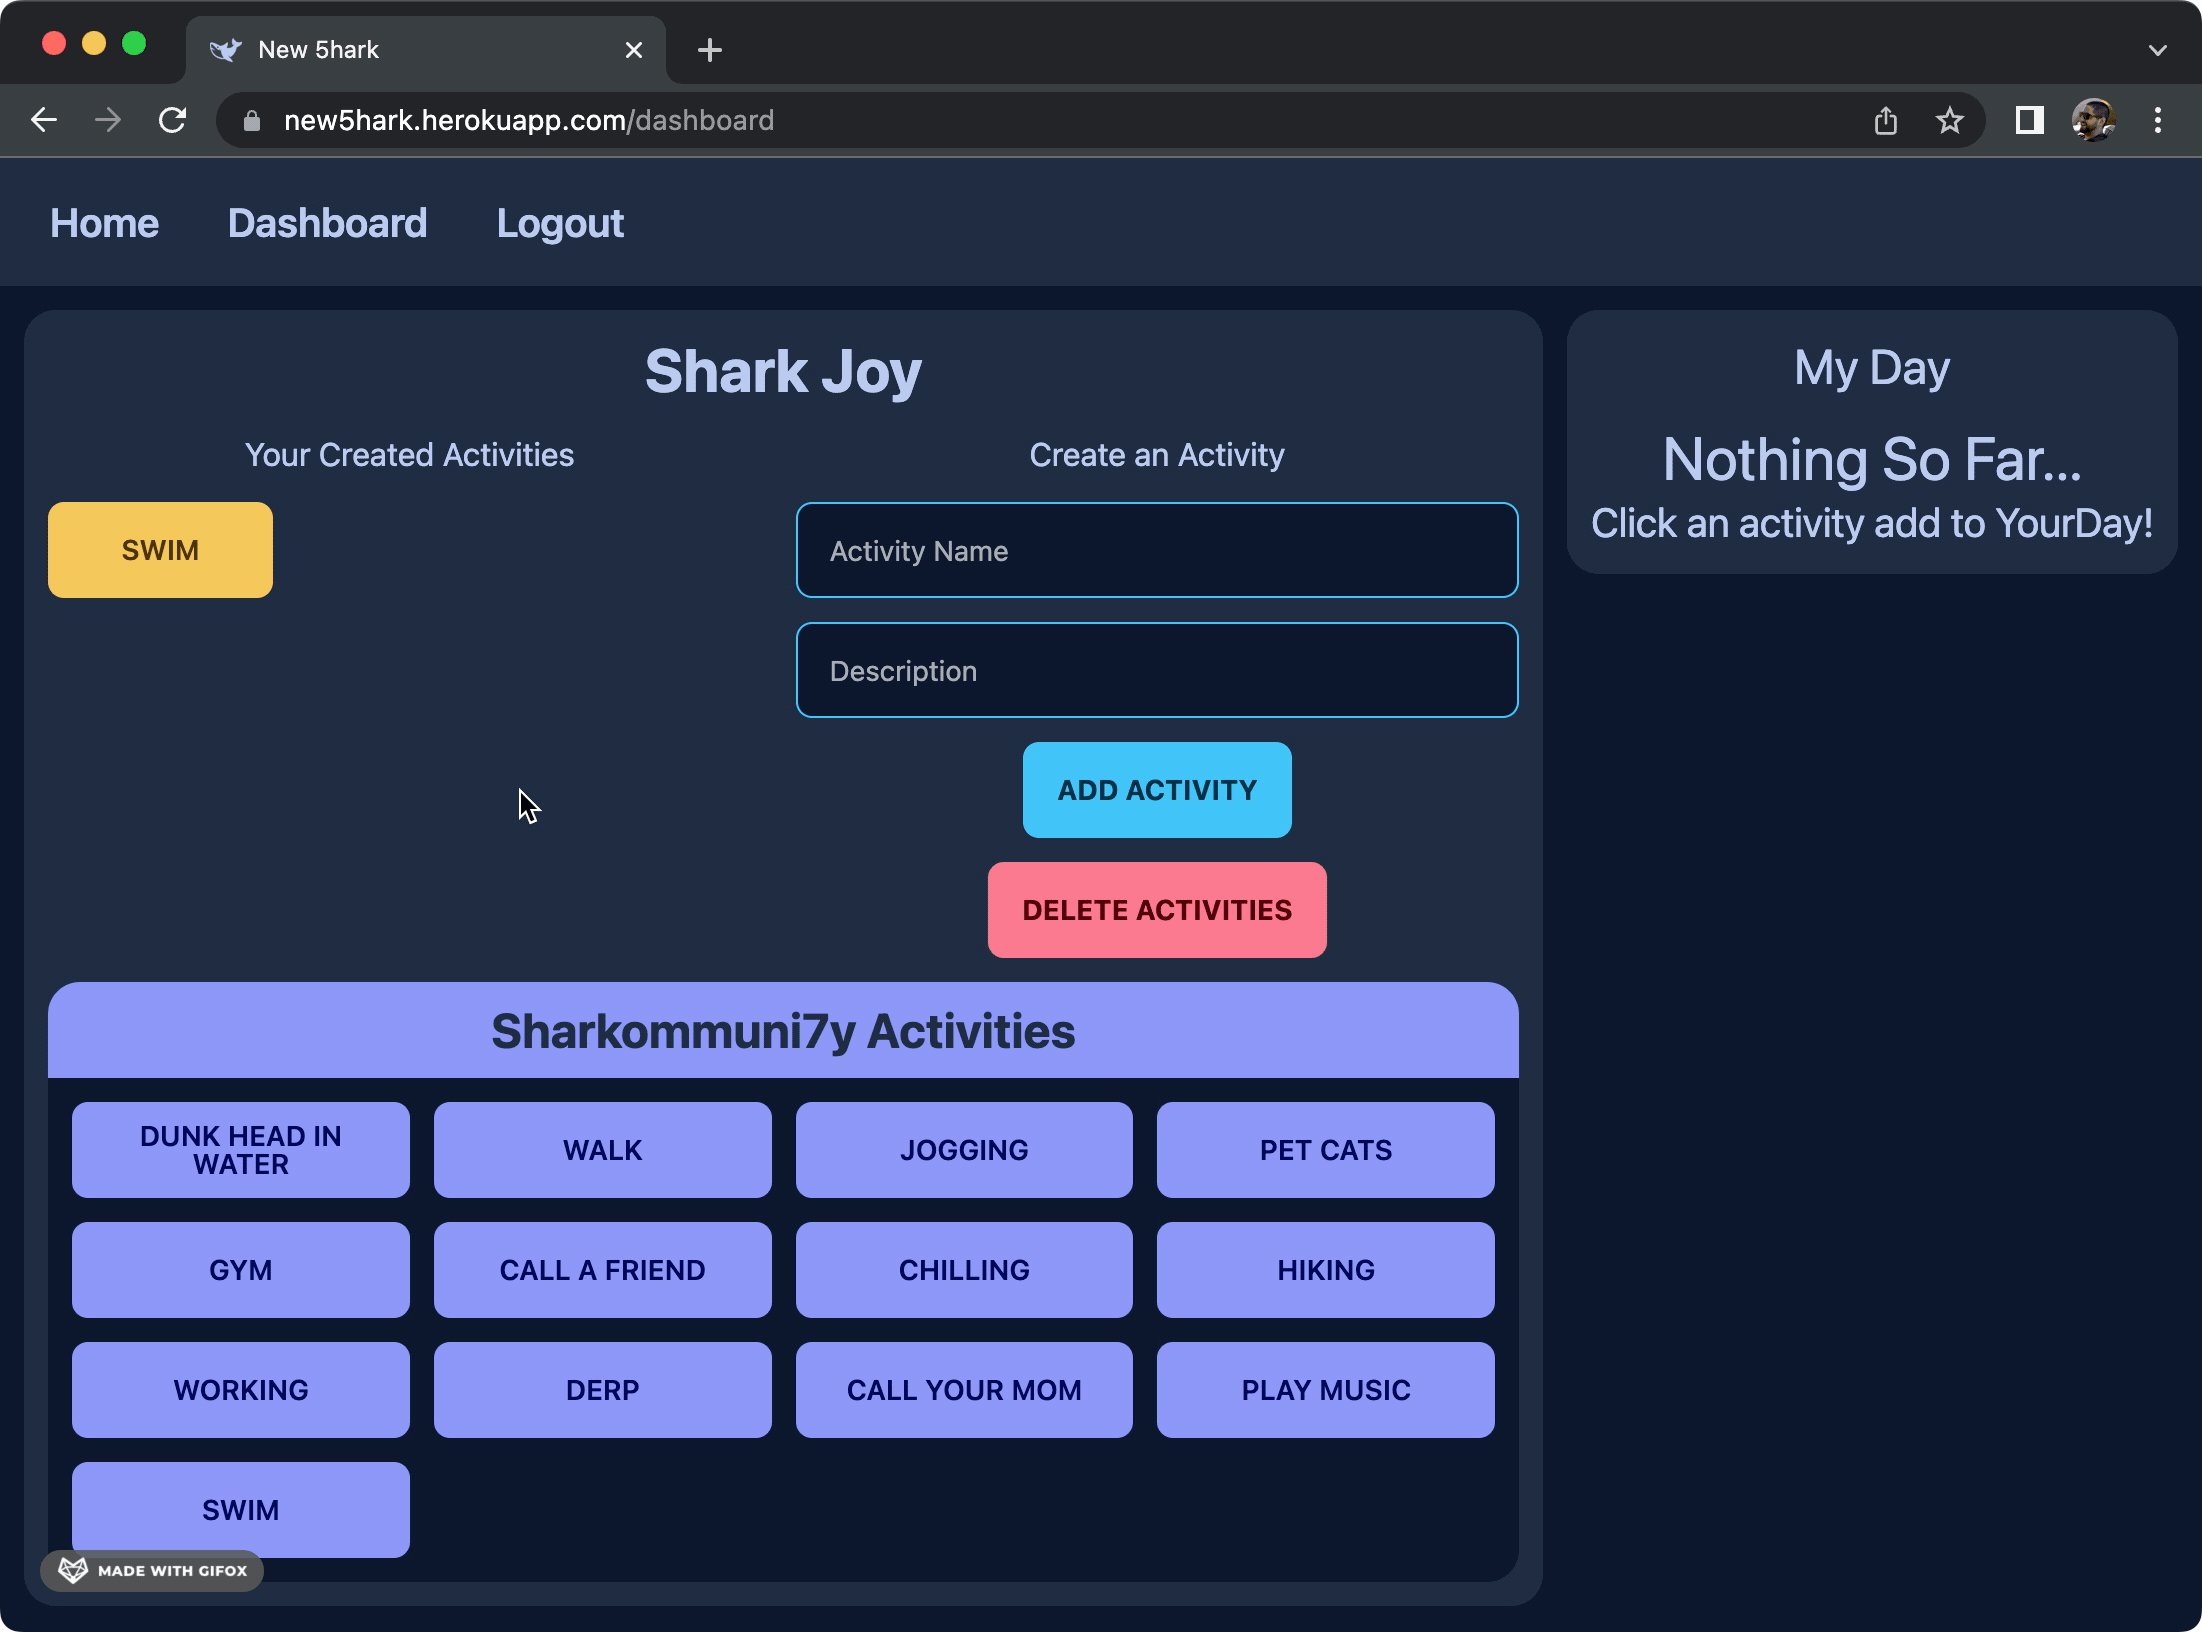 New 5hark
new5hark.herokuapp.com/dashboard
Home Dashboard Logout
Shark Joy
Your Created Activities
SWIM
Create an Activity
Activity Name
Description
ADD ACTIVITY
DELETE ACTIVITIES
My Day
Nothing So Far...
Click an activity add to YourDay!
Sharkommuni7y Activities
DUNK HEAD IN
WATER
WALK
JOGGING
PET CATS
GYM
CALL A FRIEND
CHILLING
HIKING
WORKING
DERP
CALL YOUR MOM
PLAY MUSIC
SWIM
MADE WITH GIFOX